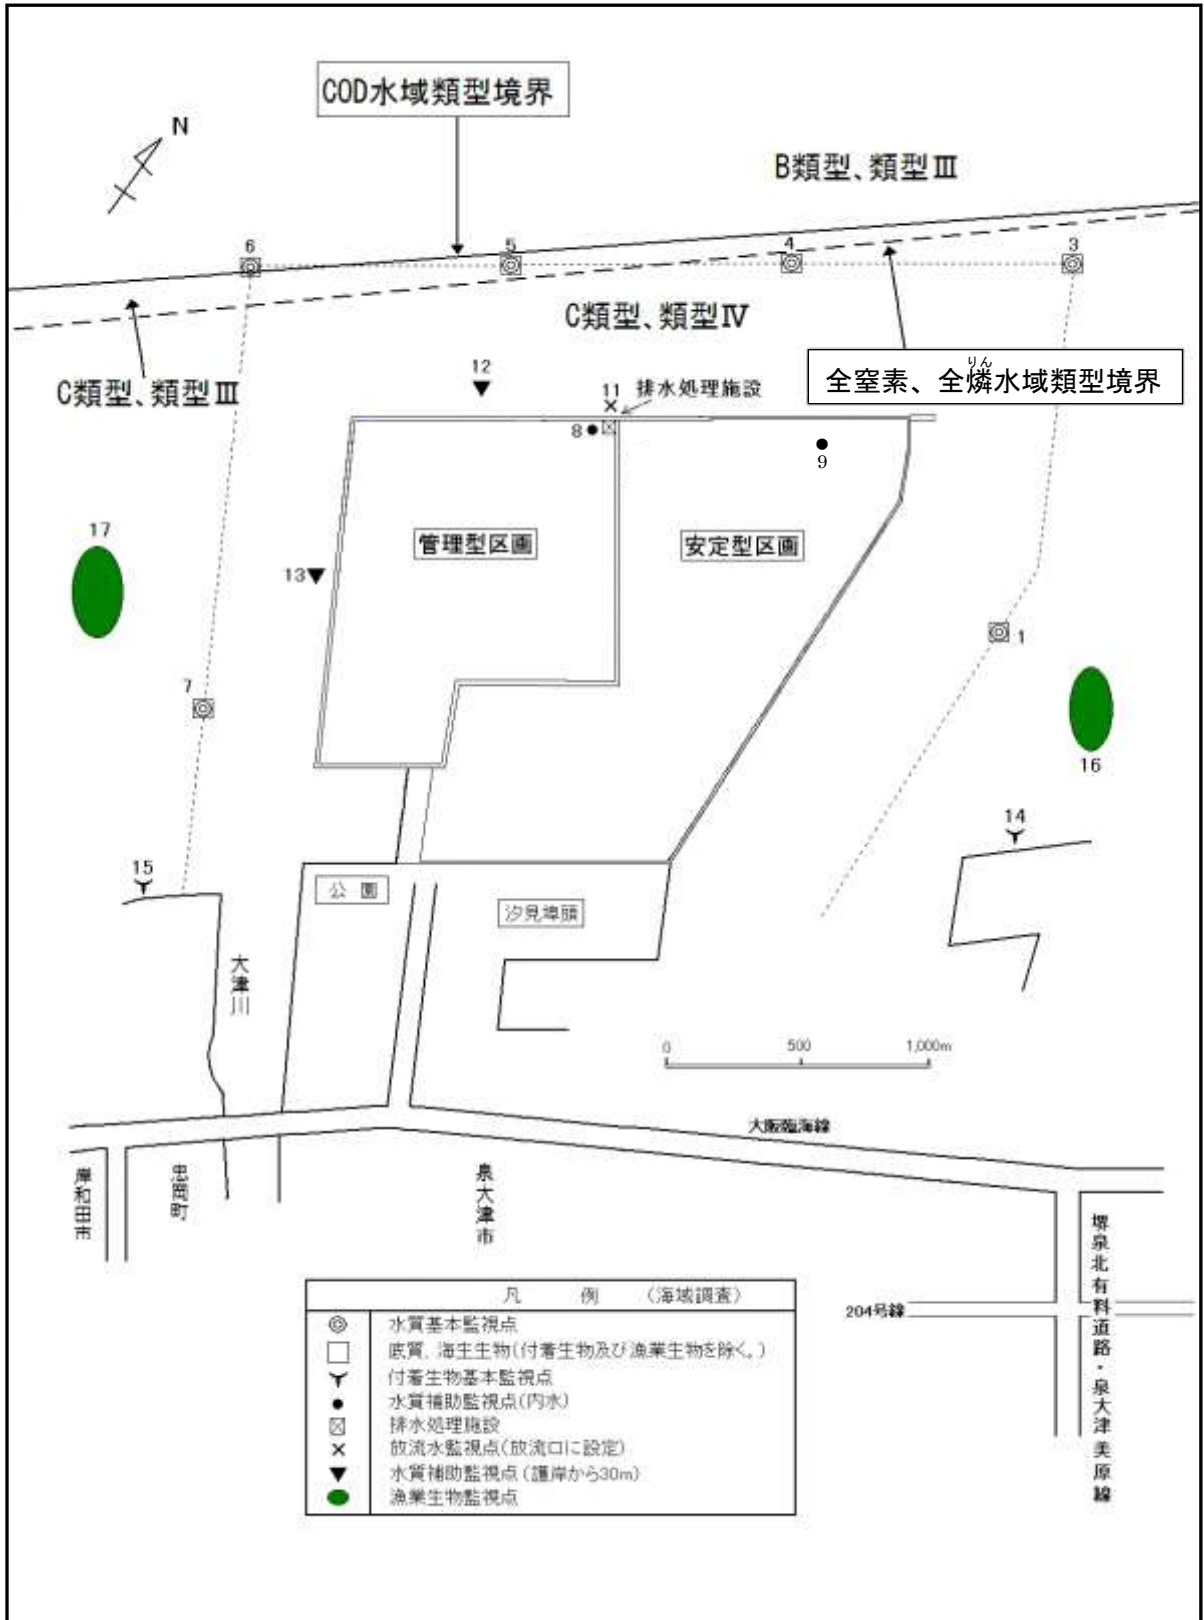 COD水域類型境界
N
B類型、類型Ⅲ
6
5
4
3
C類型、類型Ⅳ
りん
全窒素、全燐水域類型境界
C類型、類型Ⅲ
12
11
排水処理施設
8
9
17
管理型区画
安定型区画
13
1
7
16
14
15
公園
汐見埠頭
大津川
0 500 1,000m
大阪臨海線
岸和田市
忠岡町
泉大津市
堺泉北有料道路・泉大津美原線
204号線
凡 例 (海域調査)
水質基本監視点
底質、海生生物(付着生物及び漁業生物を除く。)
付着生物基本監視点
水質補助監視点(内水)
排水処理施設
放流水監視点(放流口に設定)
水質補助監視点(護岸から30m)
漁業生物監視点